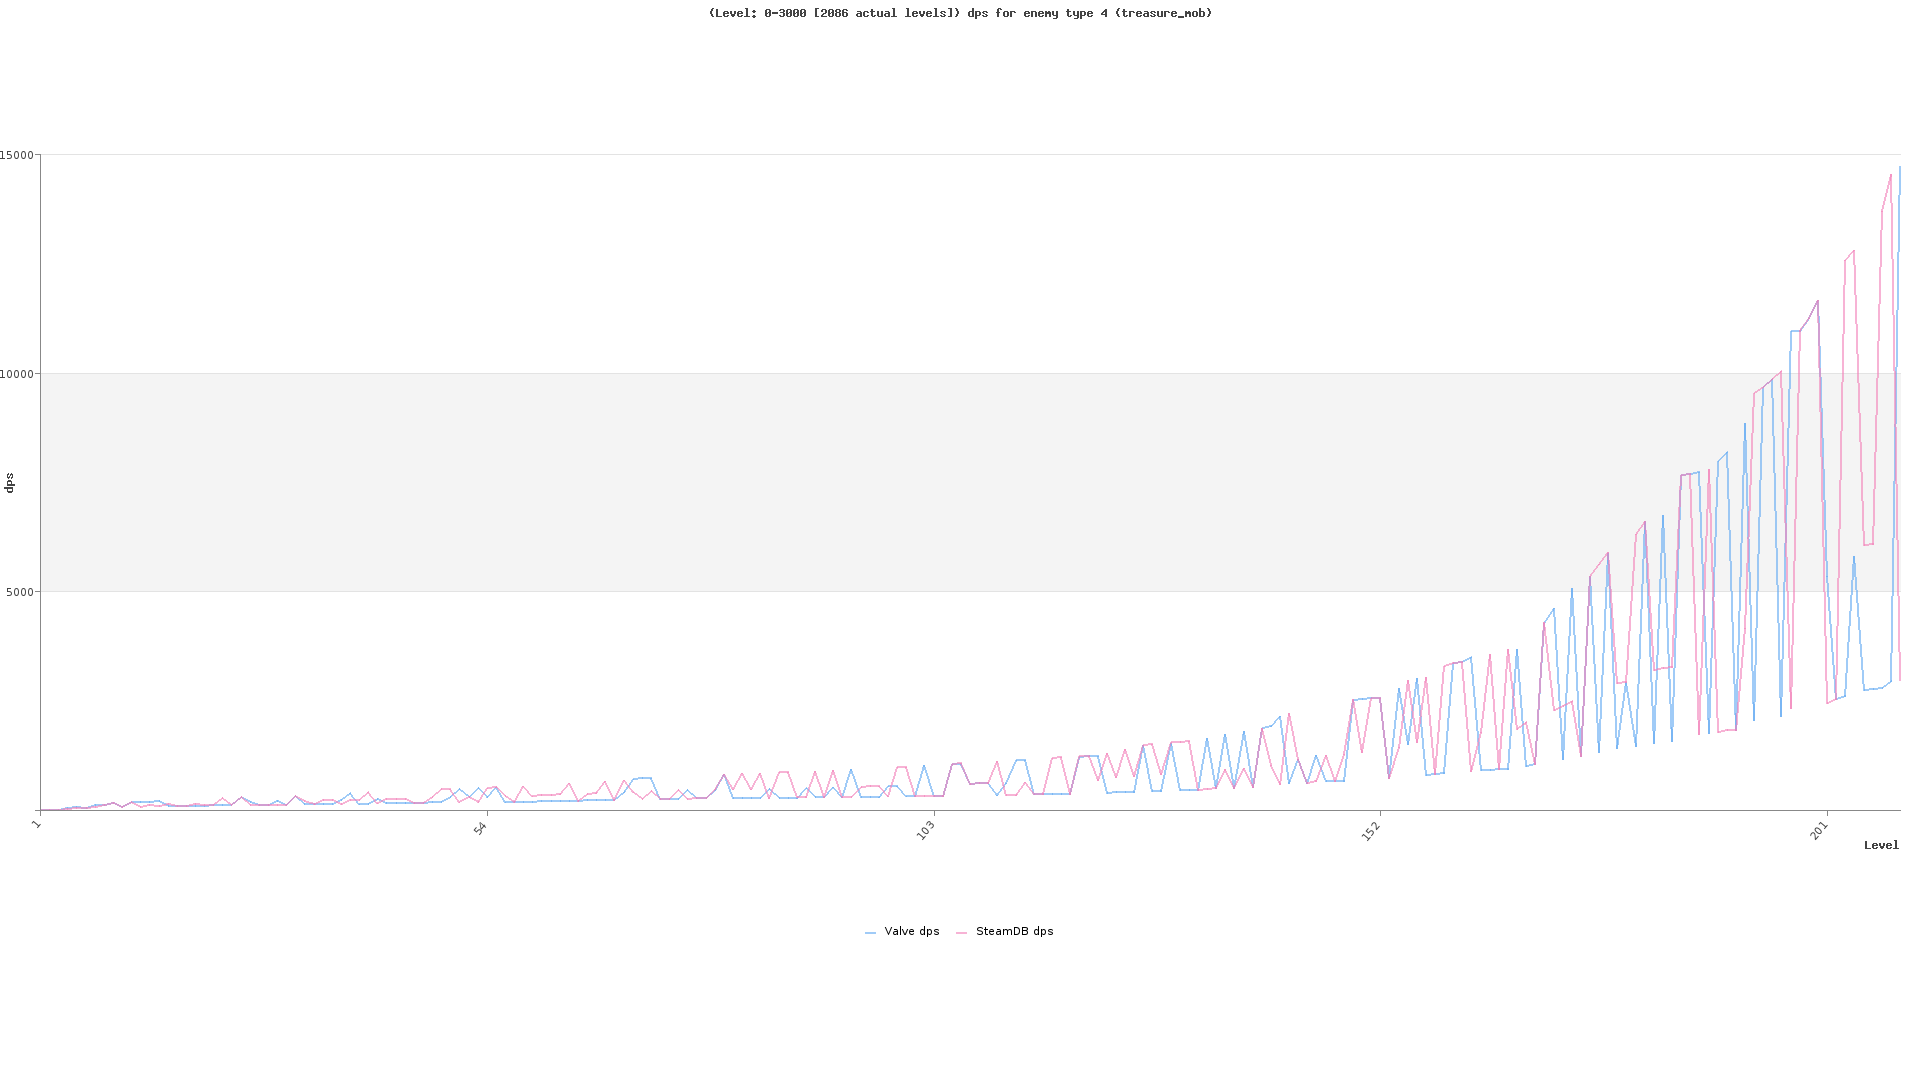 (Level: 0-3000 [2086 actual levels]) dps for enemy type 4 (treasure_mob)
15000
10000
5000
dps
1
54
103
152
201
Level
Valve dps
SteamDB dps